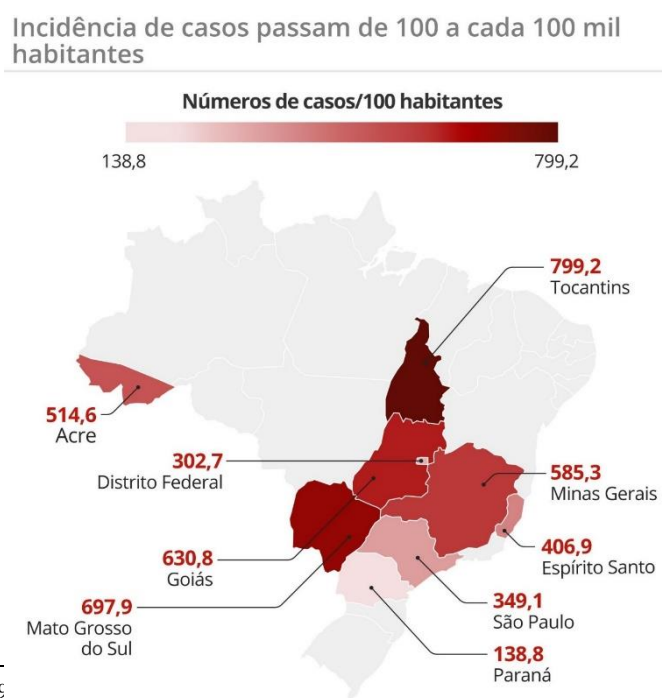 Incidência de casos passam de 100 a cada 100 mil
habitantes
Números de casos/100 habitantes
138,8
799,2
799,2
Tocantins
514,6
Acre
302,7
Distrito Federal
585,3
Minas Gerais
406,9
Espírito Santo
630,8
Goiás
349,1
São Paulo
697,9
Mato Grosso
do Sul
138,8
Paraná